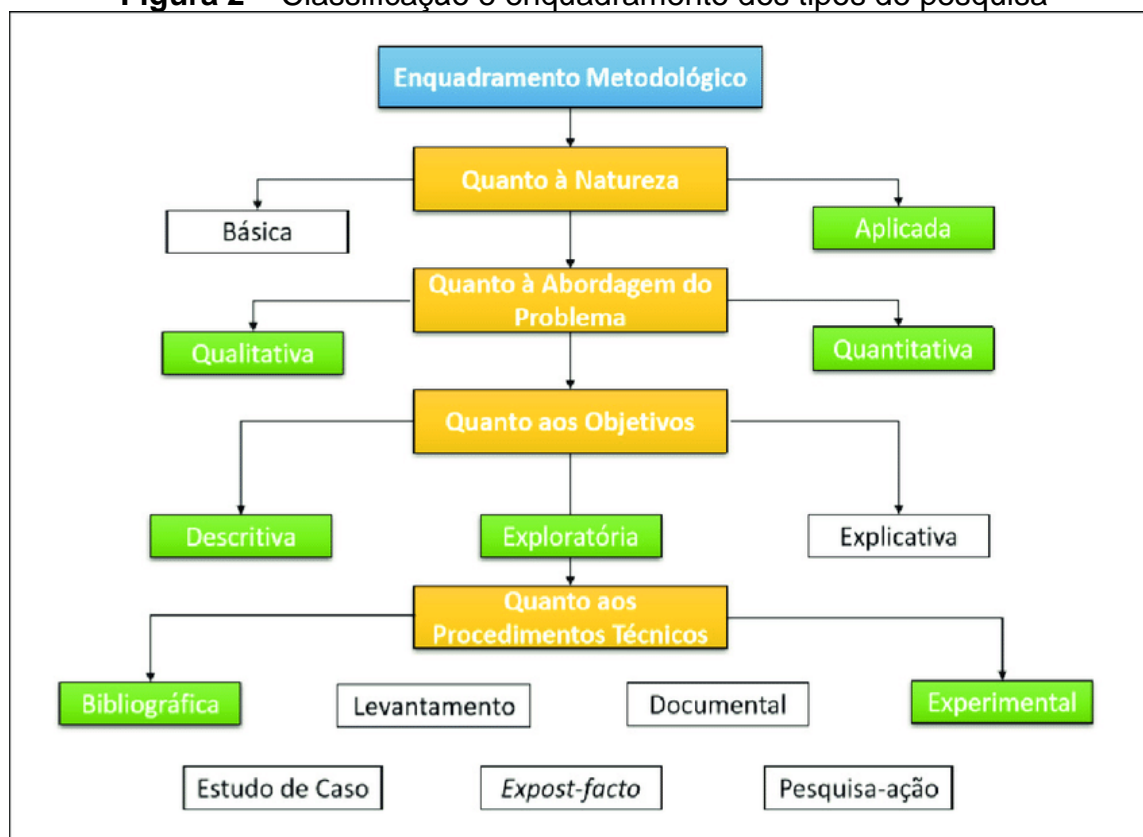 Figura 2 – Classificação e enquadramento dos tipos de pesquisa
Enquadramento Metodológico
Quanto à Natureza
Básica
Aplicada
Quanto à Abordagem do
Problema
Qualitativa
Quantitativa
Quanto aos Objetivos
Descritiva
Exploratória
Explicativa
Quanto aos
Procedimentos Técnicos
Bibliográfica
Levantamento
Documental
Experimental
Estudo de Caso
Expost-facto
Pesquisa-ação